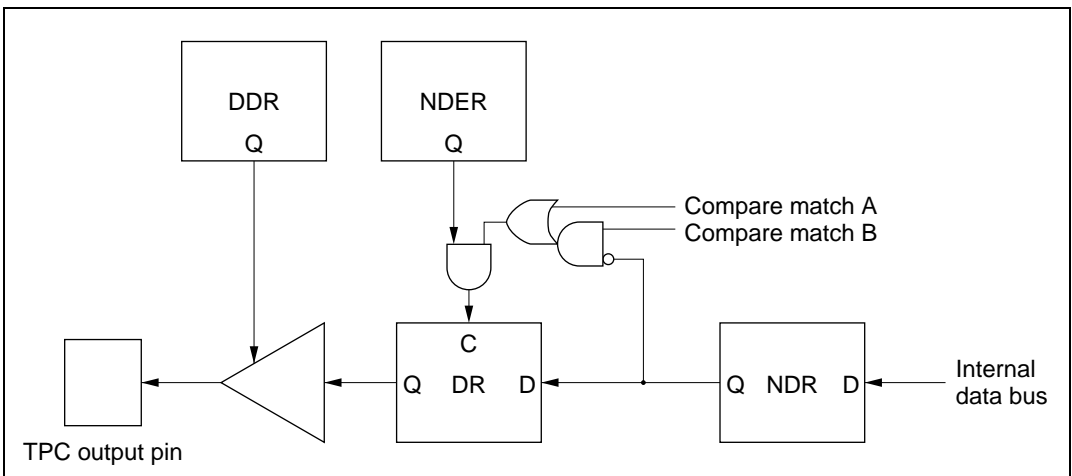 DDR
Q
NDER
Q
Compare match A
Compare match B
C
Q DR D
Q NDR D
Internal
data bus
TPC output pin